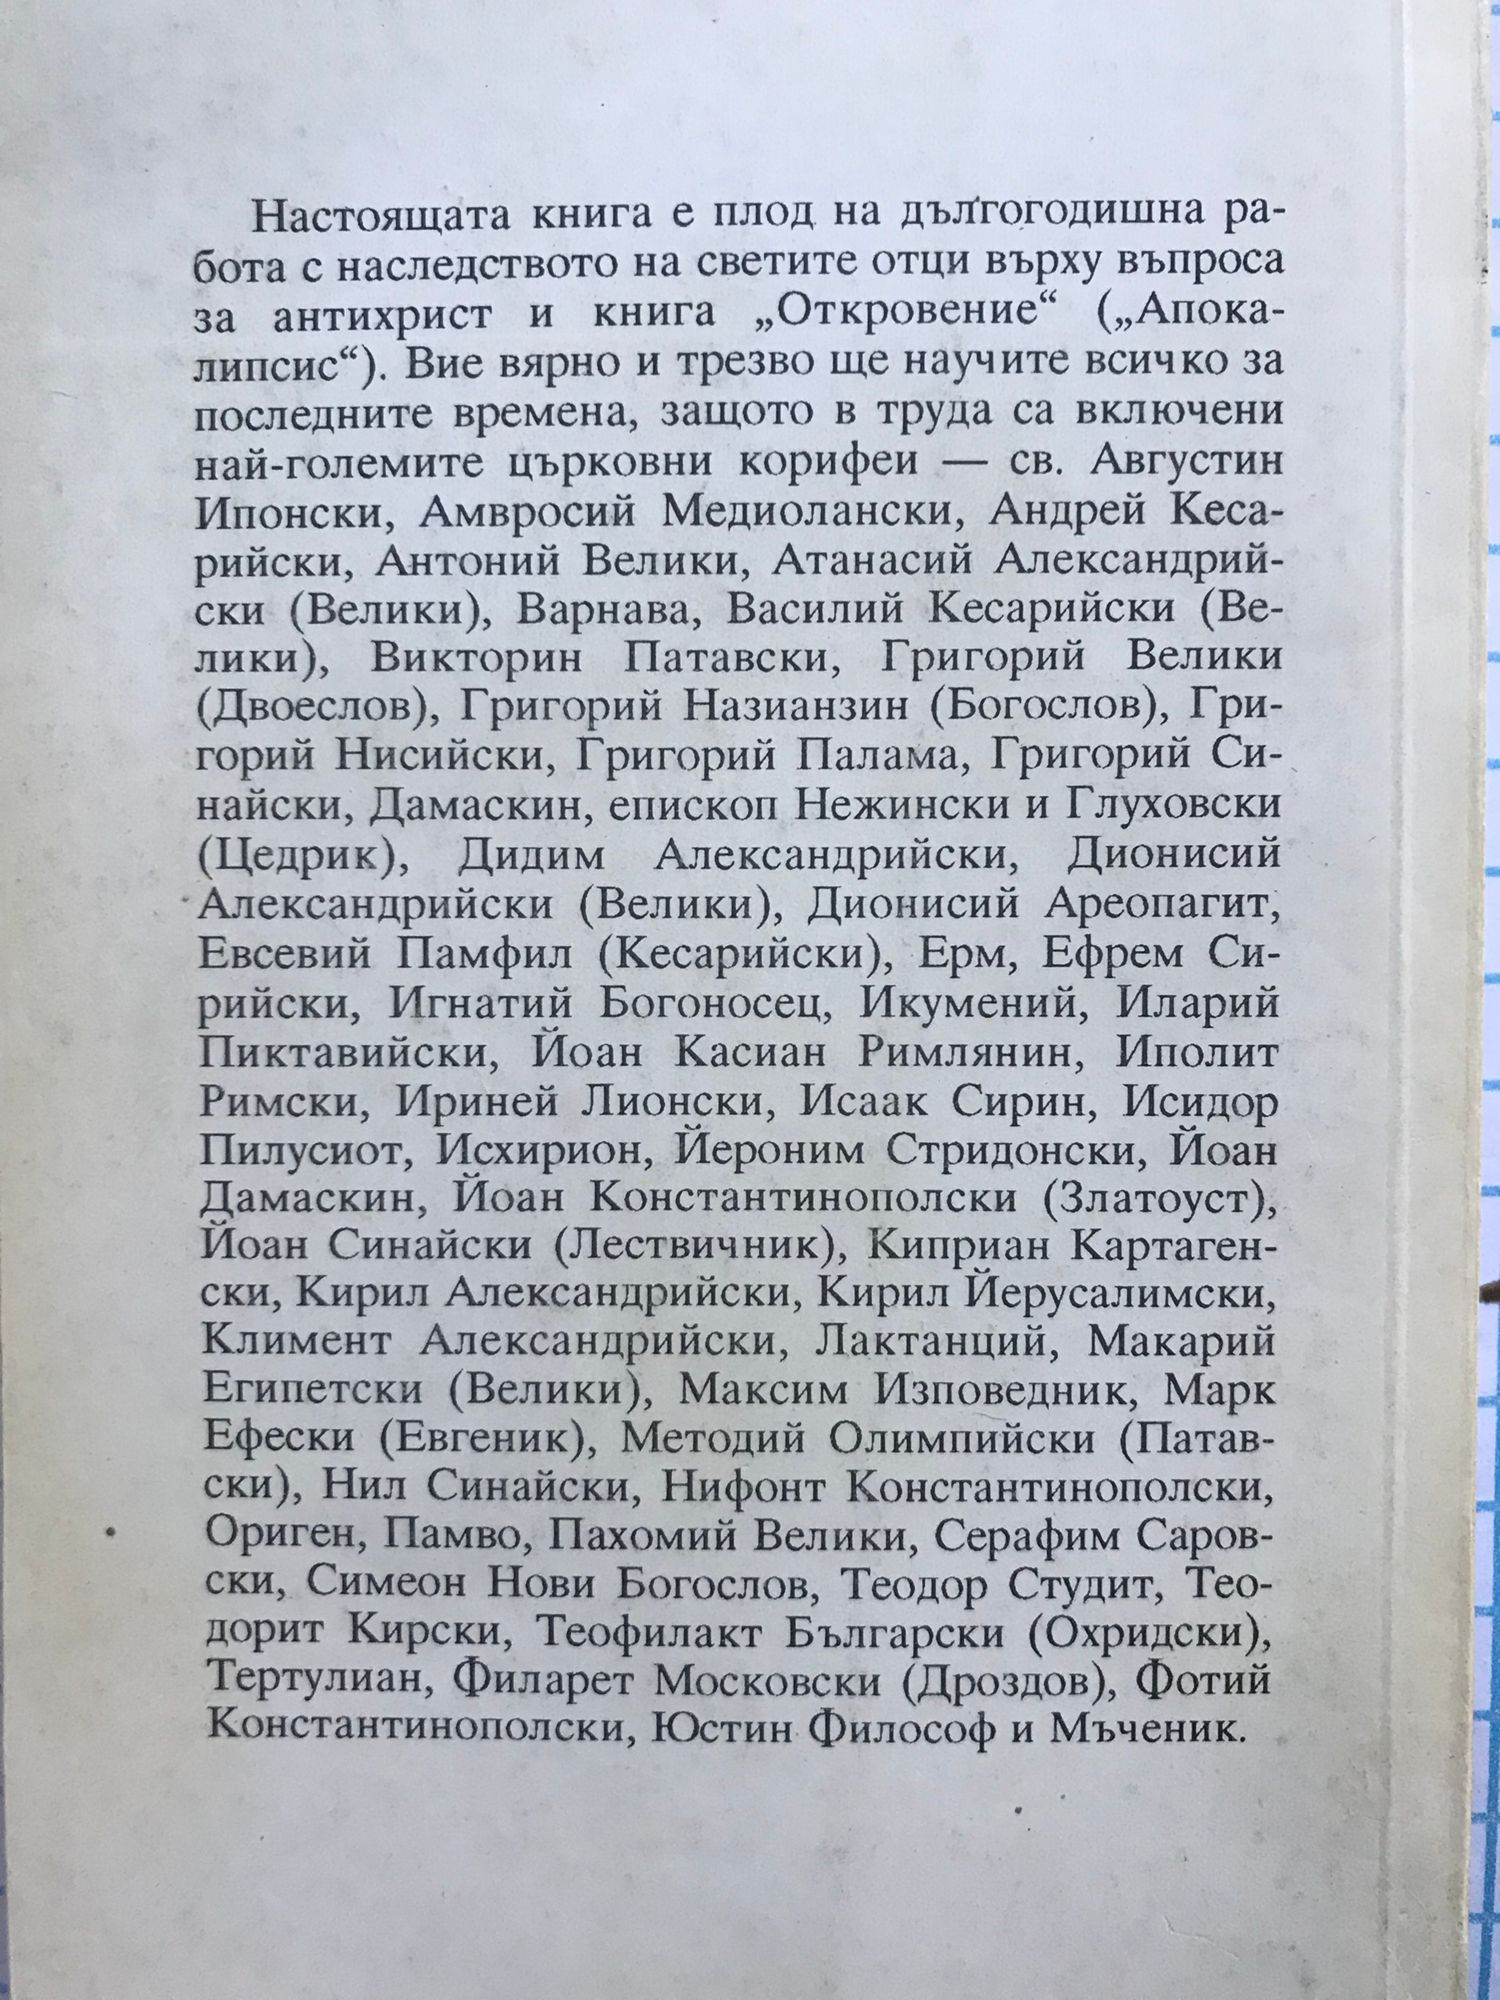 Настоящата книга е плод на дългогодишна ра-
бота с наследството на светите отци върху въпроса
за антихрист и книга „Откровение“ („Апока-
липсис“). Вие вярно и трезво ще научите всичко за
последните времена, защото в труда са включени
най-големите църковни корифеи — св. Августин
Ипонски, Амвросий Медиолански, Андрей Кеса-
рийски, Антоний Велики, Атанасий Александрий-
ски (Велики), Варнава, Василий Кесарийски (Ве-
лики), Викторин Патавски, Григорий Велики
(Двоеслов), Григорий Назианзин (Богослов), Гри-
горий Нисийски, Григорий Палама, Григорий Си-
найски, Дамаскин, епископ Нежински и Глуховски
(Цедрик), Дидим Александрийски, Дионисий
Александрийски (Велики), Дионисий Ареопагит,
Евсевий Памфил (Кесарийски), Ерм, Ефрем Си-
рийски, Игнатий Богоносец, Икумений, Иларий
Пиктавийски, Йоан Касиан Римлянин, Иполит
Римски, Ириней Лионски, Исаак Сирин, Исидор
Пилусиот, Исхирион, Йероним Стридонски, Йоан
Дамаскин, Йоан Константинополски (Златоуст),
Йоан Синайски (Лествичник), Киприан Картаген-
ски, Кирил Александрийски, Кирил Йерусалимски,
Климент Александрийски, Лактанций, Макарий
Египетски (Велики), Максим Изповедник, Марк
Ефески (Евгеник), Методий Олимпийски (Патав-
ски), Нил Синайски, Нифонт Константинополски,
Ориген, Памво, Пахомий Велики, Серафим Саров-
ски, Симеон Нови Богослов, Теодор Студит, Тео-
дорит Кирски, Теофилакт Български (Охридски),
Тертулиан, Филарет Московски (Дроздов), Фотий
Константинополски, Юстин Философ и Мъченик.